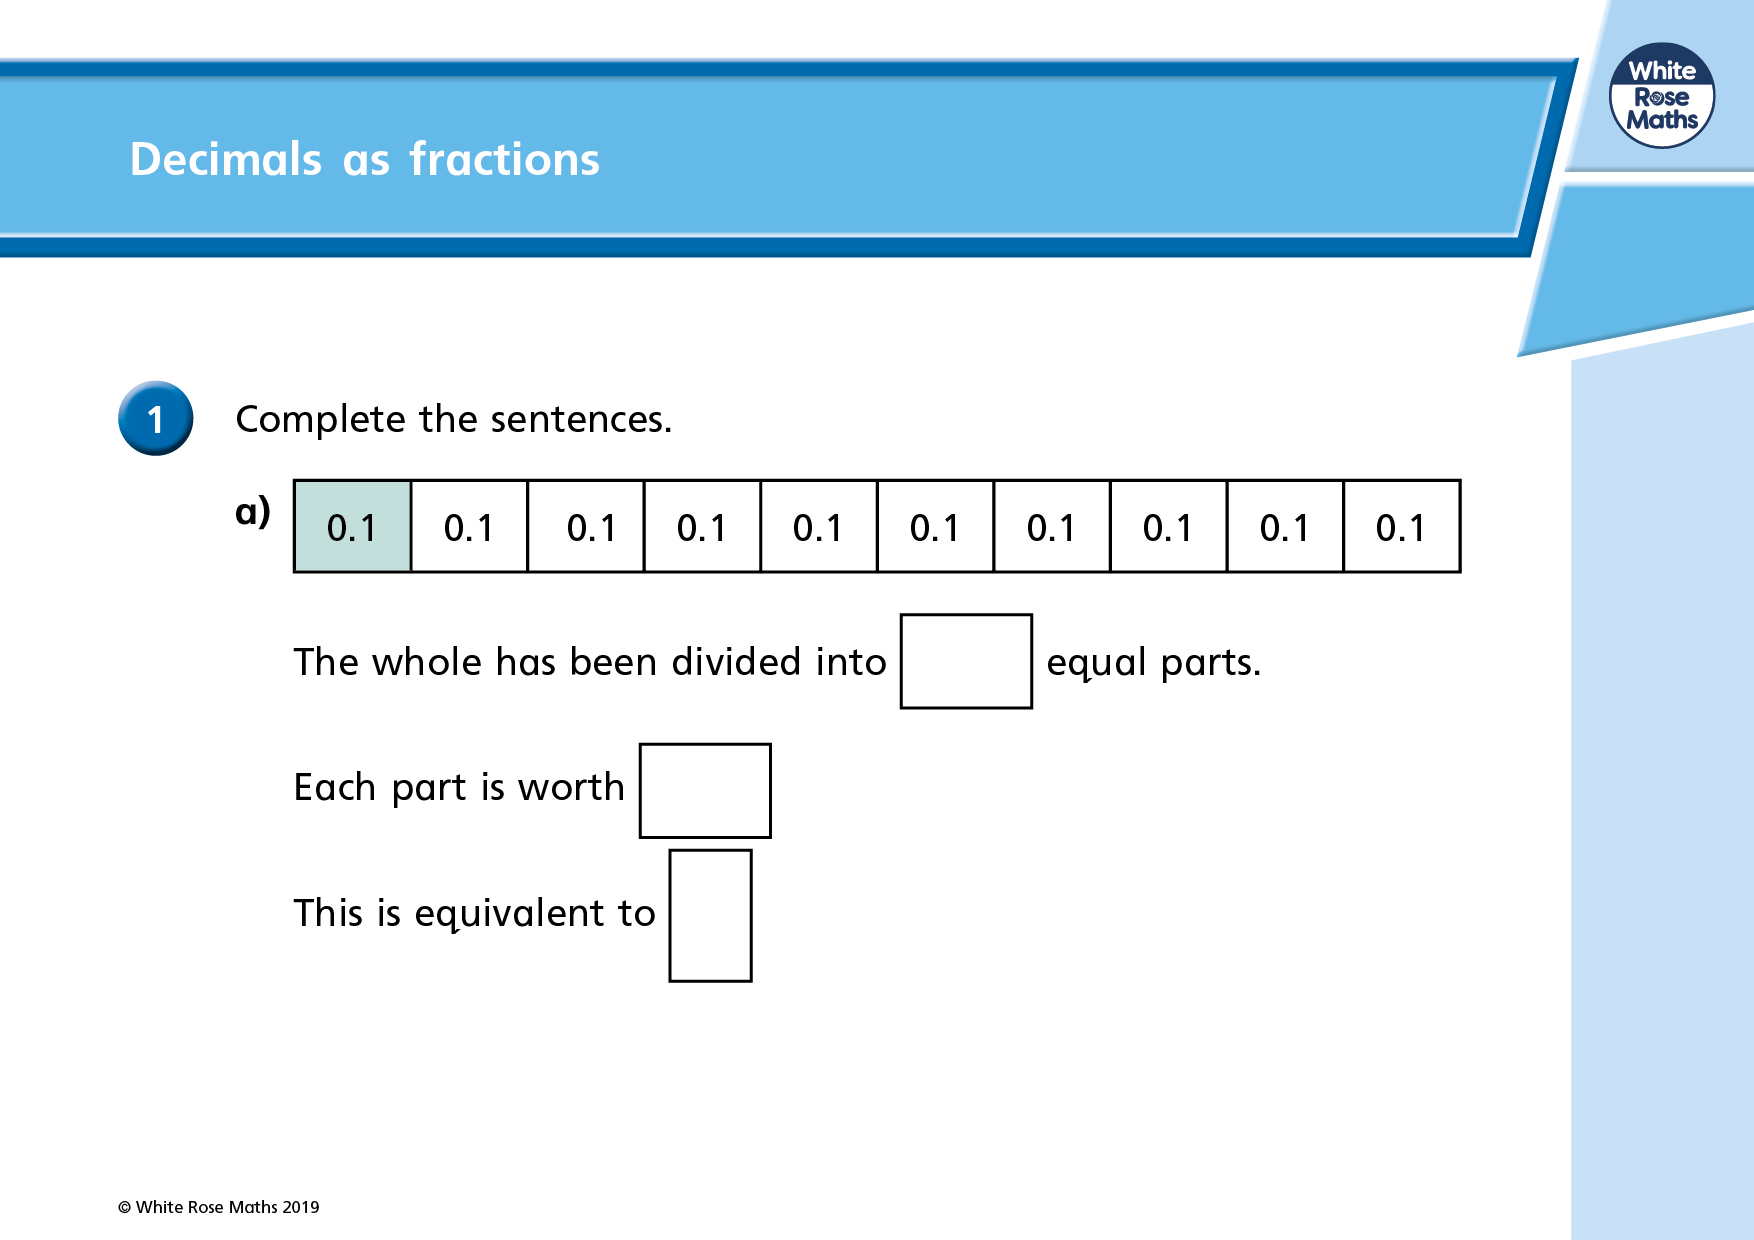 White
Rose
Maths
Decimals as fractions
1 Complete the sentences.
a) 0.1 0.1 0.1 0.1 0.1 0.1 0.1 0.1 0.1 0.1
The whole has been divided into equal parts.
Each part is worth
This is equivalent to
© White Rose Maths 2019